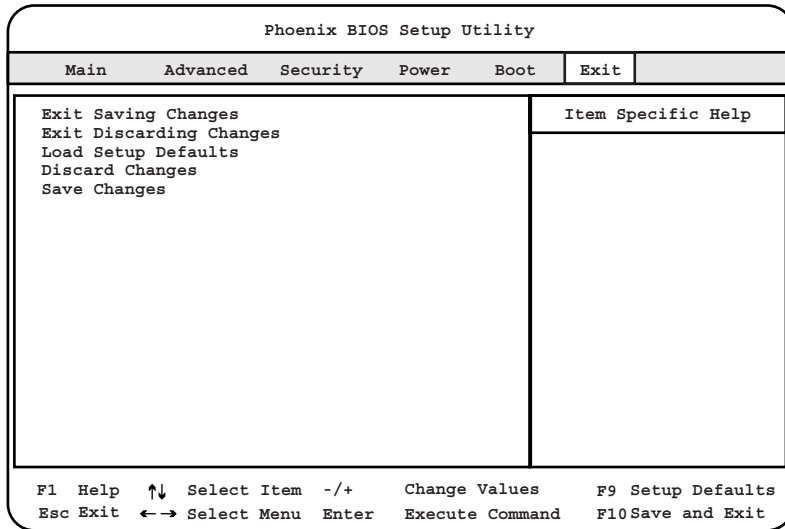 Phoenix BIOS Setup Utility
Main Advanced Security Power Boot Exit
Exit Saving Changes
Exit Discarding Changes
Load Setup Defaults
Discard Changes
Save Changes
Item Specific Help
F1 Help ↑↓ Select Item -/+ Change Values F9 Setup Defaults
Esc Exit ←→ Select Menu Enter Execute Command F10 Save and Exit